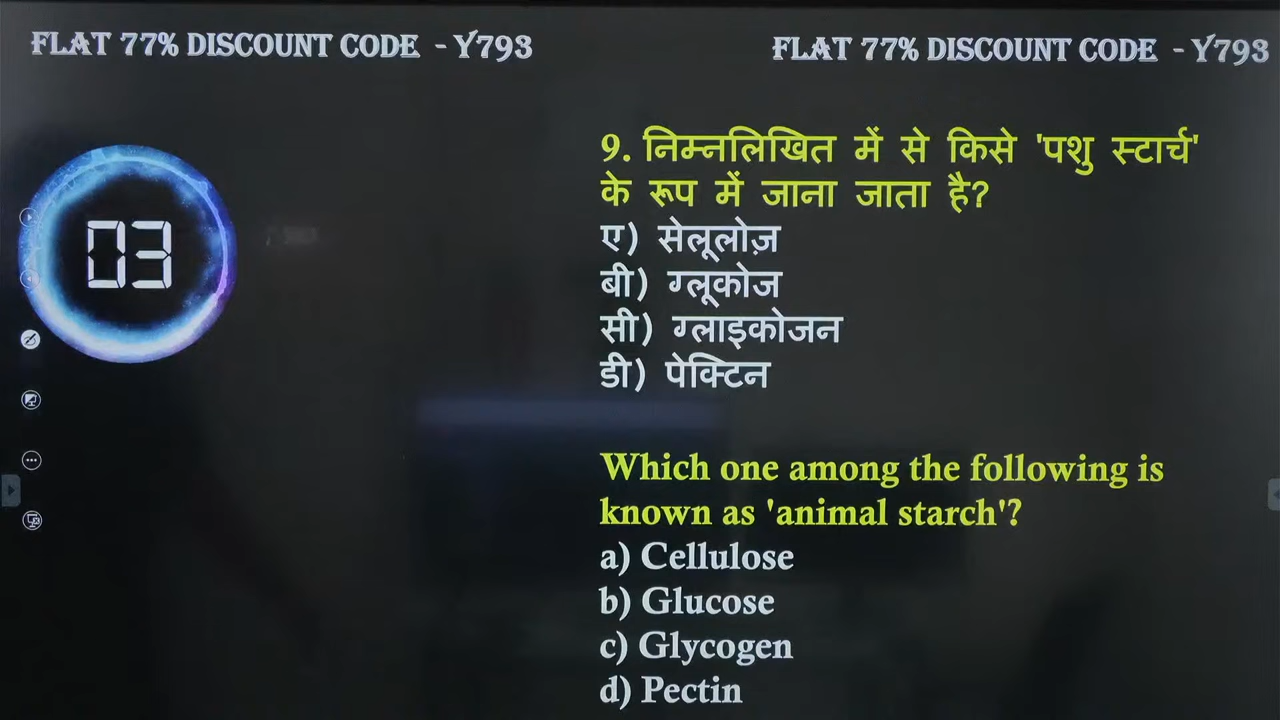 FLAT 77% DISCOUNT CODE - Y793
FLAT 77% DISCOUNT CODE - Y793
03
9. निम्नलिखित में से किसे 'पशु स्टार्च'
के रूप में जाना जाता है?
ए) सेलूलोज़
बी) ग्लूकोज
सी) ग्लाइकोजन
डी) पेक्टिन
Which one among the following is
known as 'animal starch'?
a) Cellulose
b) Glucose
c) Glycogen
d) Pectin